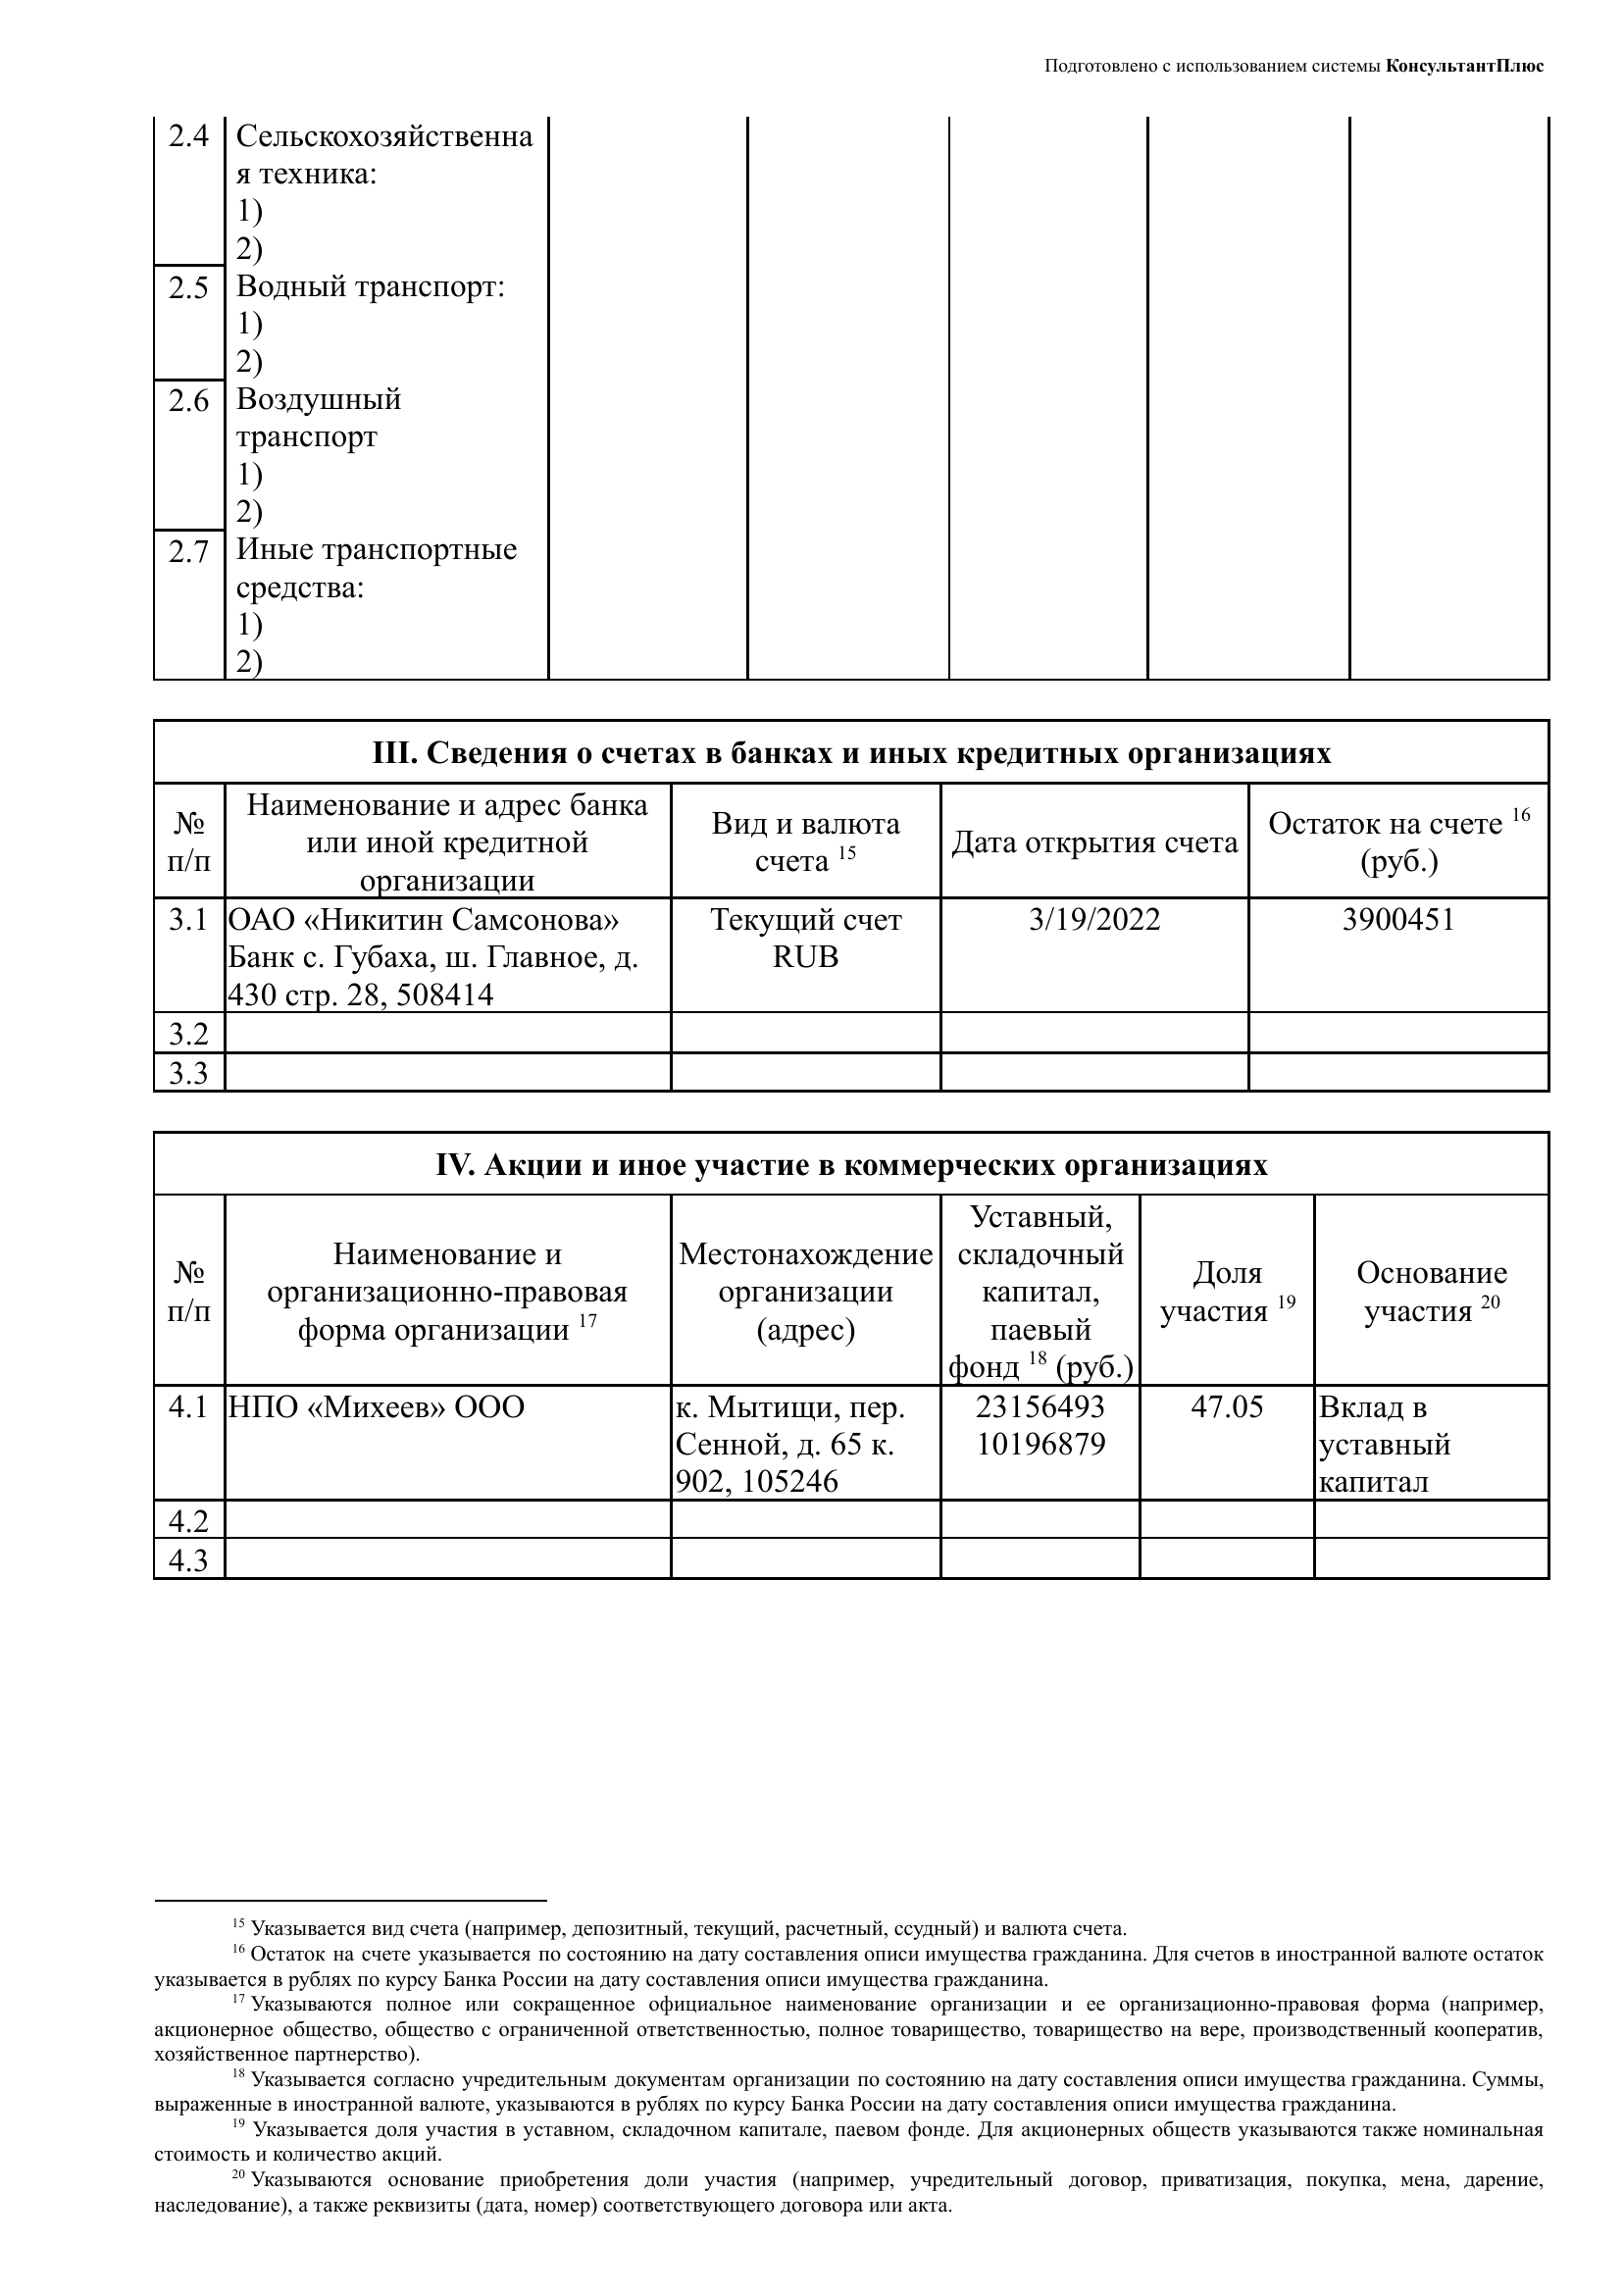 Подготовлено с использованием системы КонсультантПлюс
2.4 Сельскохозяйственна
я техника:
1)
2)
2.5 Водный транспорт:
1)
2)
2.6 Воздушный
транспорт
1)
2)
2.7 Иные транспортные
средства:
1)
2)
III. Сведения о счетах в банках и иных кредитных организациях
№
п/п
Наименование и адрес банка
или иной кредитной
организации
Вид и валюта
счета 15
Дата открытия счета
Остаток на счете 16
(руб.)
3.1
ОАО «Никитин Самсонова»
Банк с. Губаха, ш. Главное, д.
430 стр. 28, 508414
Текущий счет
RUB
3/19/2022
3900451
3.2
3.3
IV. Акции и иное участие в коммерческих организациях
№
п/п
Наименование и
организационно-правовая
форма организации 17
Местонахождение
организации
(адрес)
Уставный,
складочный
капитал,
паевый
фонд 18 (руб.)
Доля
участия 19
Основание
участия 20
4.1
НПО «Михеев» ООО
к. Мытищи, пер.
Сенной, д. 65 к.
902, 105246
23156493
10196879
47.05
Вклад в
уставный
капитал
4.2
4.3
15 Указывается вид счета (например, депозитный, текущий, расчетный, ссудный) и валюта счета.
16 Остаток на счете указывается по состоянию на дату составления описи имущества гражданина. Для счетов в иностранной валюте остаток
указывается в рублях по курсу Банка России на дату составления описи имущества гражданина.
17 Указываются полное или сокращенное официальное наименование организации и ее организационно-правовая форма (например,
акционерное общество, общество с ограниченной ответственностью, полное товарищество, товарищество на вере, производственный кооператив,
хозяйственное партнерство).
18 Указывается согласно учредительным документам организации по состоянию на дату составления описи имущества гражданина. Суммы,
выраженные в иностранной валюте, указываются в рублях по курсу Банка России на дату составления описи имущества гражданина.
19 Указывается доля участия в уставном, складочном капитале, паевом фонде. Для акционерных обществ указываются также номинальная
стоимость и количество акций.
20 Указываются основание приобретения доли участия (например, учредительный договор, приватизация, покупка, мена, дарение,
наследование), а также реквизиты (дата, номер) соответствующего договора или акта.